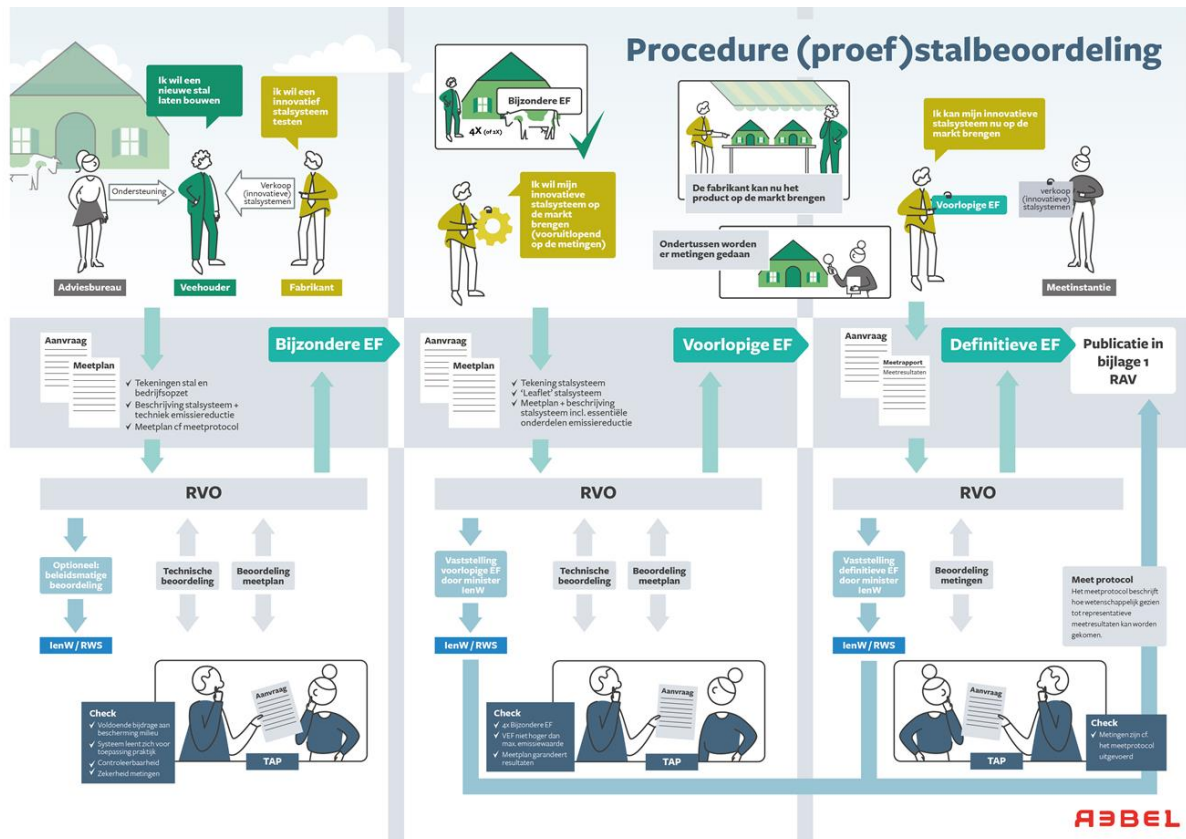 Procedure (proef)stalbeoordeling
Ik wil een
nieuwe stal
laten bouwen
ik wil een
innovatief
stalsysteem
testen
Ondersteuning
Verkoop
(innovatieve)
stalsystemen
Adviesbureau
Veehouder
Fabrikant
Bijzondere EF
4X (of 2X)
Ik wil mijn
innovatieve
stalsysteem op
de markt
brengen
(vooruitlopend
op de metingen)
De fabrikant kan nu het
product op de markt brengen
Ondertussen worden
er metingen gedaan
Ik kan mijn innovatieve
stalsysteem nu op de
markt brengen
Voorlopige EF
verkoop
(innovatieve)
stalsystemen
Meetinstantie
Aanvraag
Meetplan
Tekeningen stal en
bedrijfsopzet
Beschrijving stalsysteem +
techniek emissiereductie
Meetplan cf meetprotocol
Bijzondere EF
Aanvraag
Meetplan
Tekening stalsysteem
'Leaflet' stalsysteem
Meetplan + beschrijving
stalsysteem incl. essentiële
onderdelen emissiereductie
Voorlopige EF
Aanvraag
Meetrapport
Meetresultaten
Definitieve EF
Publicatie in
bijlage 1
RAV
RVO
Optioneel:
beleidsmatige
beoordeling
Technische
beoordeling
Beoordeling
meetplan
IenW / RWS
Check
Voldoende bijdrage aan
bescherming milieu
Systeem leent zich voor
toepassing praktijk
Controleerbaarheid
Zekerheid metingen
Aanvraag
TAP
RVO
Vaststelling
voorlopige EF
door minister
IenW
Technische
beoordeling
Beoordeling
meetplan
IenW / RWS
Check
4x Bijzondere EF
VEF niet hoger dan
max. emissiewaarde
Meetplan garandeert
resultaten
Aanvraag
TAP
RVO
Vaststelling
definitieve EF
door minister
IenW
Beoordeling
metingen
IenW / RWS
Meet protocol
Het meetprotocol beschrijft
hoe wetenschappelijk gezien
tot representatieve
meetresultaten kan worden
gekomen.
Aanvraag
TAP
Check
Metingen zijn cf.
het meetprotocol
uitgevoerd
REBEL